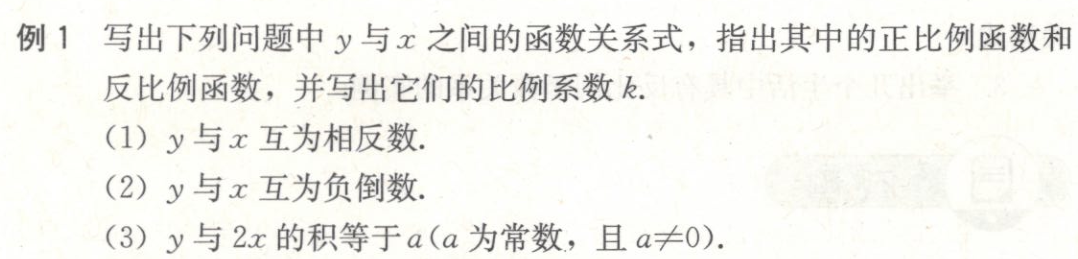 例 1 写出下列问题中 y 与 x 之间的函数关系式，指出其中的正比例函数和
反比例函数，并写出它们的比例系数 k.
(1) y 与 x 互为相反数.
(2) y 与 x 互为负倒数.
(3) y 与 2x 的积等于 a(a 为常数，且 a≠0).